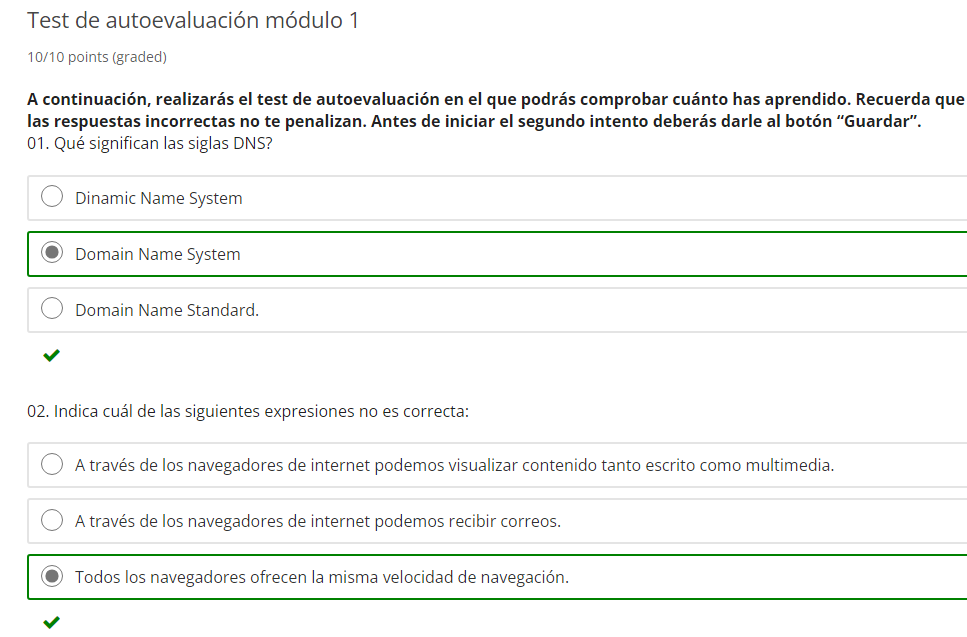 Test de autoevaluación módulo 1
10/10 points (graded)
A continuación, realizarás el test de autoevaluación en el que podrás comprobar cuánto has aprendido. Recuerda que
las respuestas incorrectas no te penalizan. Antes de iniciar el segundo intento deberás darle al botón “Guardar”.
01. Qué significan las siglas DNS?
Dinamic Name System
Domain Name System
Domain Name Standard.
02. Indica cuál de las siguientes expresiones no es correcta:
A través de los navegadores de internet podemos visualizar contenido tanto escrito como multimedia.
A través de los navegadores de internet podemos recibir correos.
Todos los navegadores ofrecen la misma velocidad de navegación.